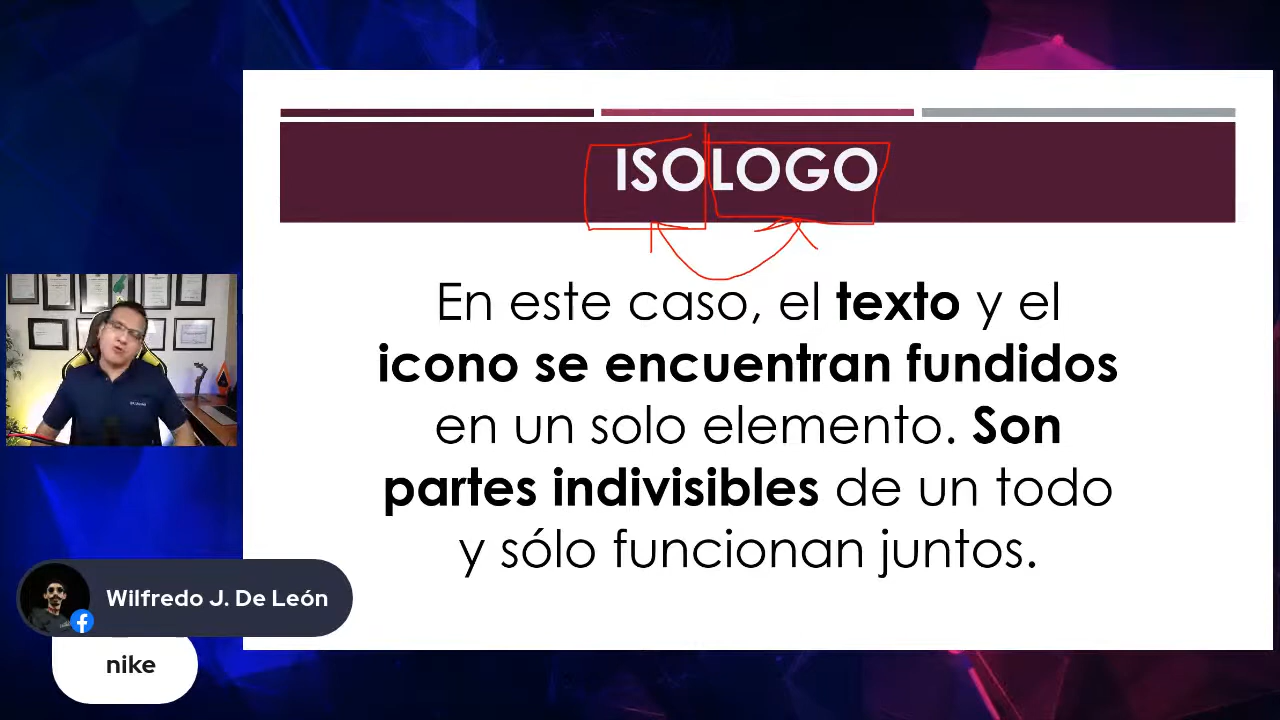 ISOLOGO
En este caso, el texto y el
icono se encuentran fundidos
en un solo elemento. Son
partes indivisibles de un todo
y sólo funcionan juntos.
Wilfredo J. De León
nike